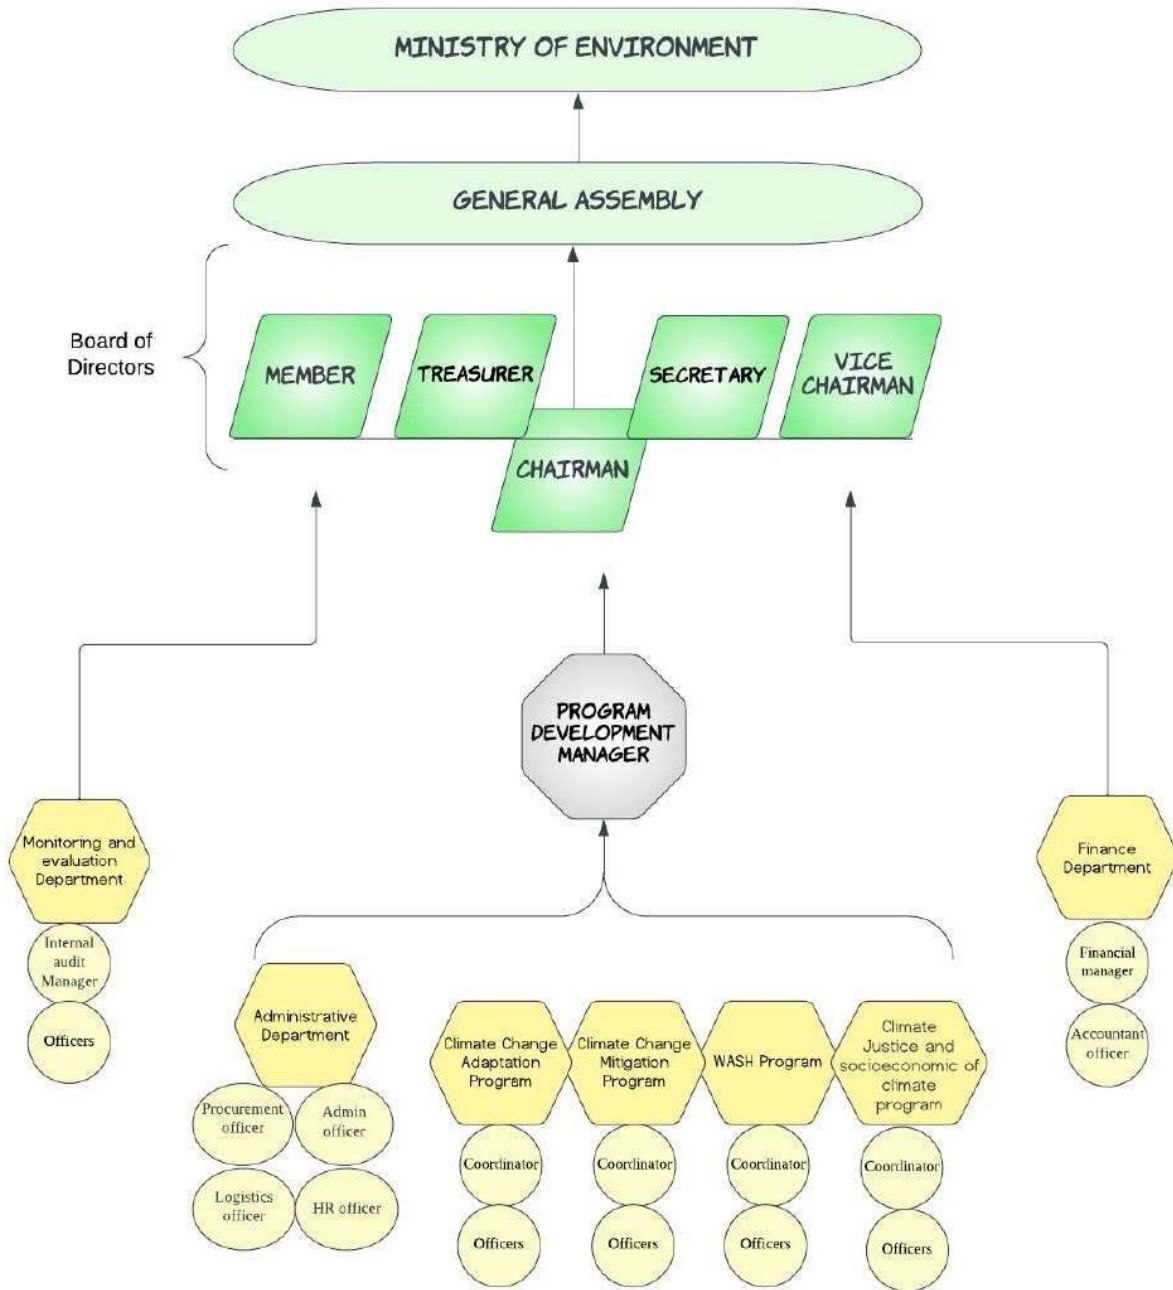 MINISTRY OF ENVIRONMENT
GENERAL ASSEMBLY
Board of
Directors
MEMBER
TREASURER
SECRETARY
VICE
CHAIRMAN
CHAIRMAN
PROGRAM
DEVELOPMENT
MANAGER
Monitoring and
evaluation
Department
Internal
audit
Manager
Officers
Finance
Department
Financial
manager
Accountant
officer
Administrative
Department
Procurement
officer
Admin
officer
Logistics
officer
HR officer
Climate Change
Adaptation
Program
Coordinator
Officers
Climate Change
Mitigation
Program
Coordinator
Officers
WASH Program
Coordinator
Officers
Climate
Justice and
socioeconomic of
climate
program
Coordinator
Officers